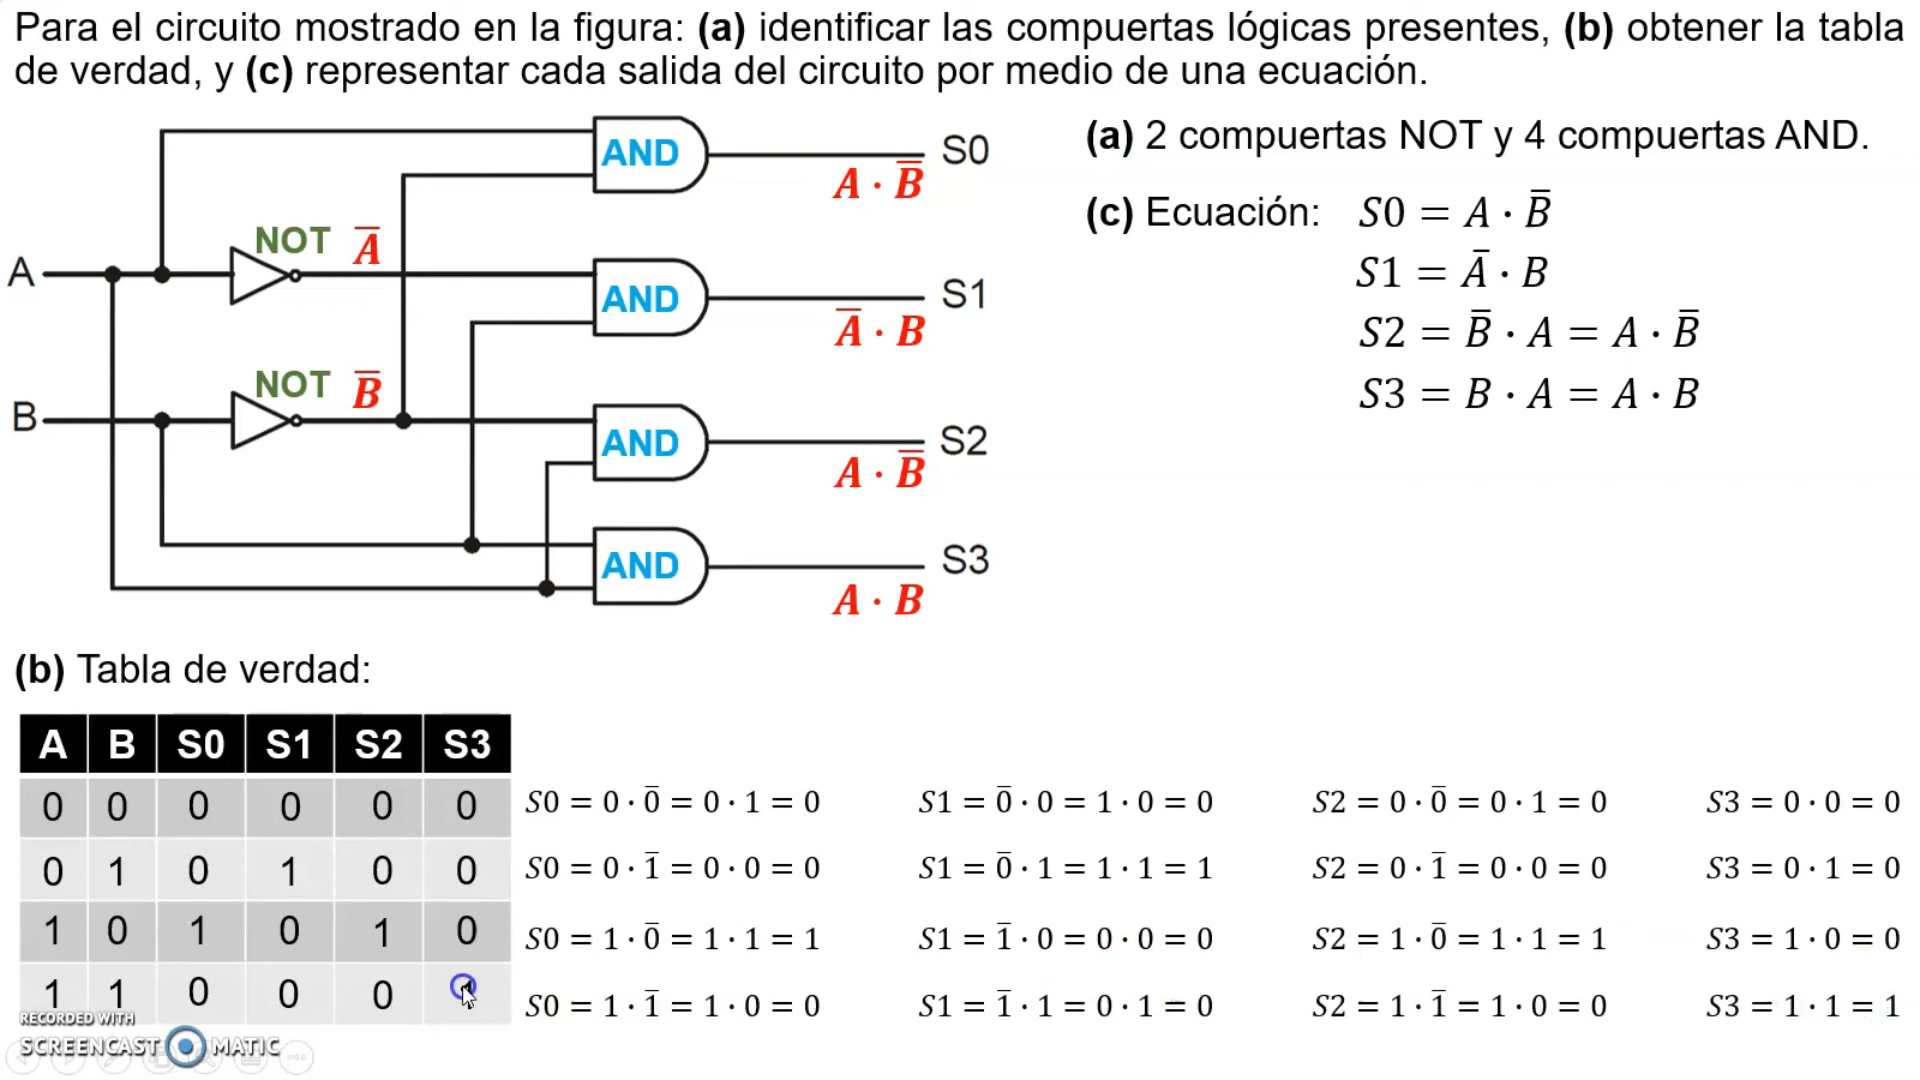 Para el circuito mostrado en la figura: (a) identificar las compuertas lógicas presentes, (b) obtener la tabla
de verdad, y (c) representar cada salida del circuito por medio de una ecuación.
AND S0
A · B̅
NOT A̅
A
AND S1
A̅ · B
NOT B̅
B
AND S2
A · B̅
AND S3
A · B
(a) 2 compuertas NOT y 4 compuertas AND.
(c) Ecuación: S0 = A · B̅
S1 = A̅ · B
S2 = B̅ · A = A · B̅
S3 = B · A = A · B
(b) Tabla de verdad:
A B S0 S1 S2 S3
0 0 0 0 0 0 S0 = 0 · 0̅ = 0 · 1 = 0 S1 = 0̅ · 0 = 1 · 0 = 0 S2 = 0 · 0̅ = 0 · 1 = 0 S3 = 0 · 0 = 0
0 1 0 1 0 0 S0 = 0 · 1̅ = 0 · 0 = 0 S1 = 0̅ · 1 = 1 · 1 = 1 S2 = 0 · 1̅ = 0 · 0 = 0 S3 = 0 · 1 = 0
1 0 1 0 1 0 S0 = 1 · 0̅ = 1 · 1 = 1 S1 = 1̅ · 0 = 0 · 0 = 0 S2 = 1 · 0̅ = 1 · 1 = 1 S3 = 1 · 0 = 0
1 1 0 0 0 S0 = 1 · 1̅ = 1 · 0 = 0 S1 = 1̅ · 1 = 0 · 1 = 0 S2 = 1 · 1̅ = 1 · 0 = 0 S3 = 1 · 1 = 1
RECORDED WITH
SCREENCAST MATIC